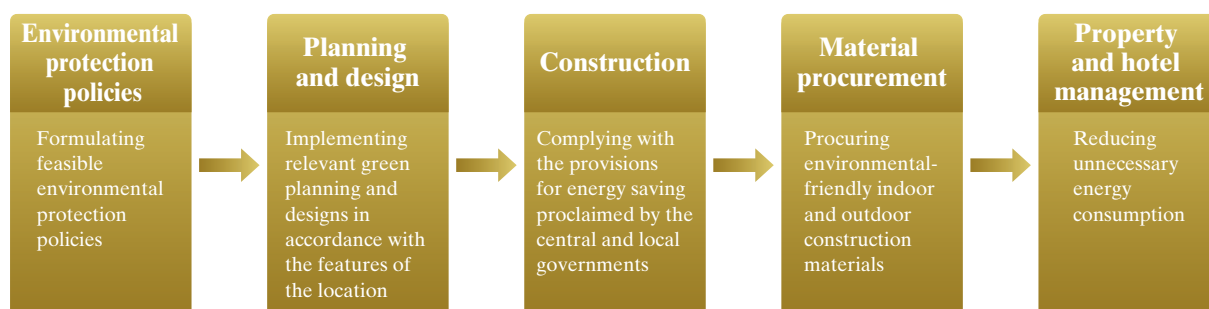 Environmental
protection
policies
Formulating
feasible
environmental
protection
policies
Planning
and design
Implementing
relevant green
planning and
designs in
accordance with
the features of
the location
Construction
Complying with
the provisions
for energy saving
proclaimed by the
central and local
governments
Material
procurement
Procuring
environmental-
friendly indoor
and outdoor
construction
materials
Property
and hotel
management
Reducing
unnecessary
energy
consumption